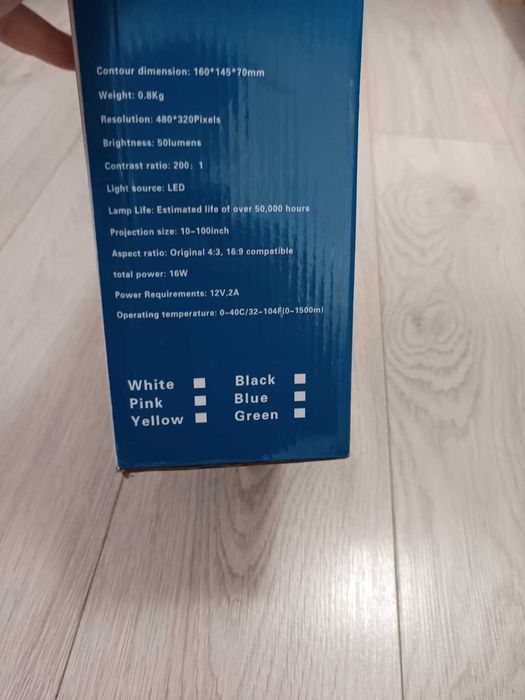 Contour dimension: 160*145*70mm
Weight: 0.8Kg
Resolution: 480*320Pixels
Brightness: 50lumens
Contrast ratio: 200: 1
Light source: LED
Lamp Life: Estimated life of over 50,000 hours
Projection size: 10-100inch
Aspect ratio: Original 4:3, 16:9 compatible
total power: 16W
Power Requirements: 12V,2A
Operating temperature: 0-40C/32-104F(0-1500m)
White Black
Pink Blue
Yellow Green